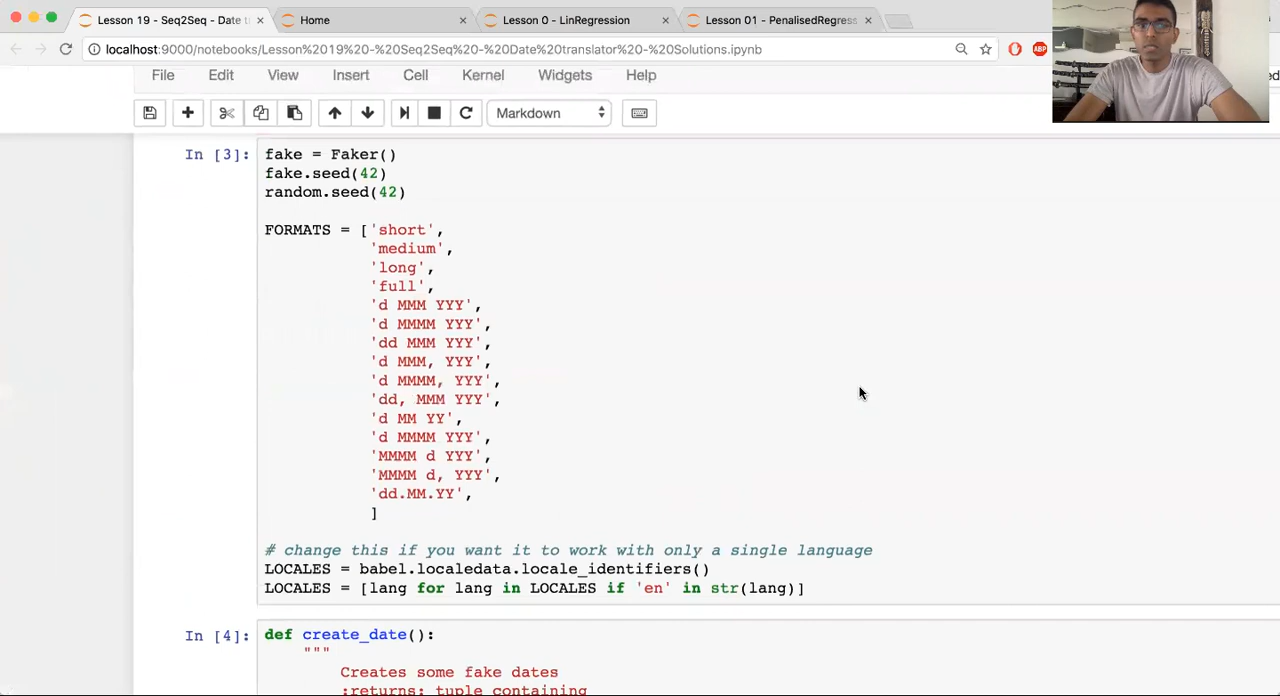 Lesson 19 - Seq2Seq - Date t
Home
Lesson 0 - LinRegression
Lesson 01 - PenalisedRegress
localhost:9000/notebooks/Lesson%2019%20-%20Seq2Seq%20-%20Date%20translator%20-%20Solutions.ipynb
ABP
File Edit View Insert Cell Kernel Widgets Help
Markdown
In [3]:
fake = Faker()
fake.seed(42)
random.seed(42)
FORMATS = ['short',
'medium',
'long',
'full',
'd MMM YYY',
'd MMMM YYY',
'dd MMM YYY',
'd MMM, YYY',
'd MMMM, YYY',
'dd, MMM YYY',
'd MM YY',
'd MMMM YYY',
'MMMM d YYY',
'MMMM d, YYY',
'dd.MM.YY',
]
# change this if you want it to work with only a single language
LOCALES = babel.localedata.locale_identifiers()
LOCALES = [lang for lang in LOCALES if 'en' in str(lang)]
In [4]:
def create_date():
"""
Creates some fake dates
:returns: tuple containing